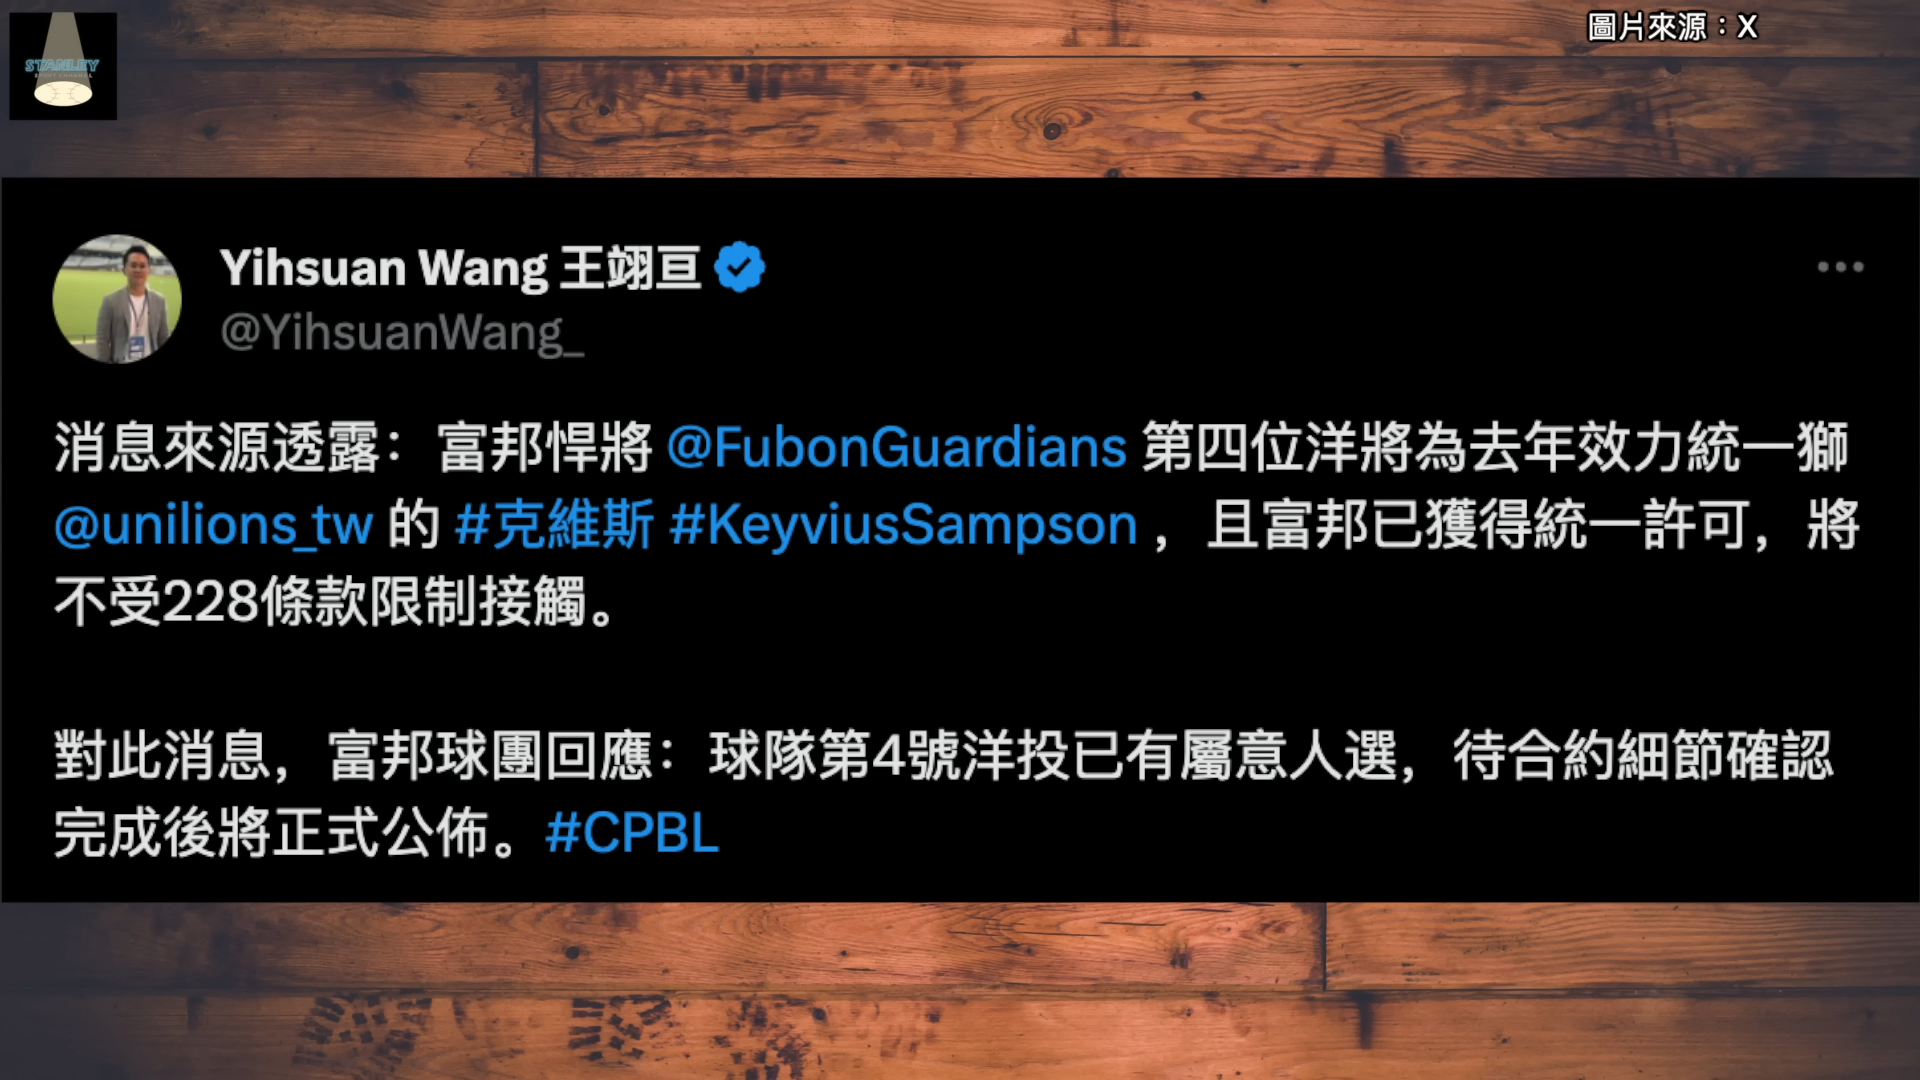 STANLEY
圖片來源：X
Yihsuan Wang 王翊亘
@YihsuanWang_
消息來源透露：富邦悍將 @FubonGuardians 第四位洋將為去年效力統一獅
@unilions_tw 的 #克維斯 #KeyviusSampson ，且富邦已獲得統一許可，將
不受228條款限制接觸。
對此消息，富邦球團回應：球隊第4號洋投已有屬意人選，待合約細節確認
完成後將正式公佈。#CPBL